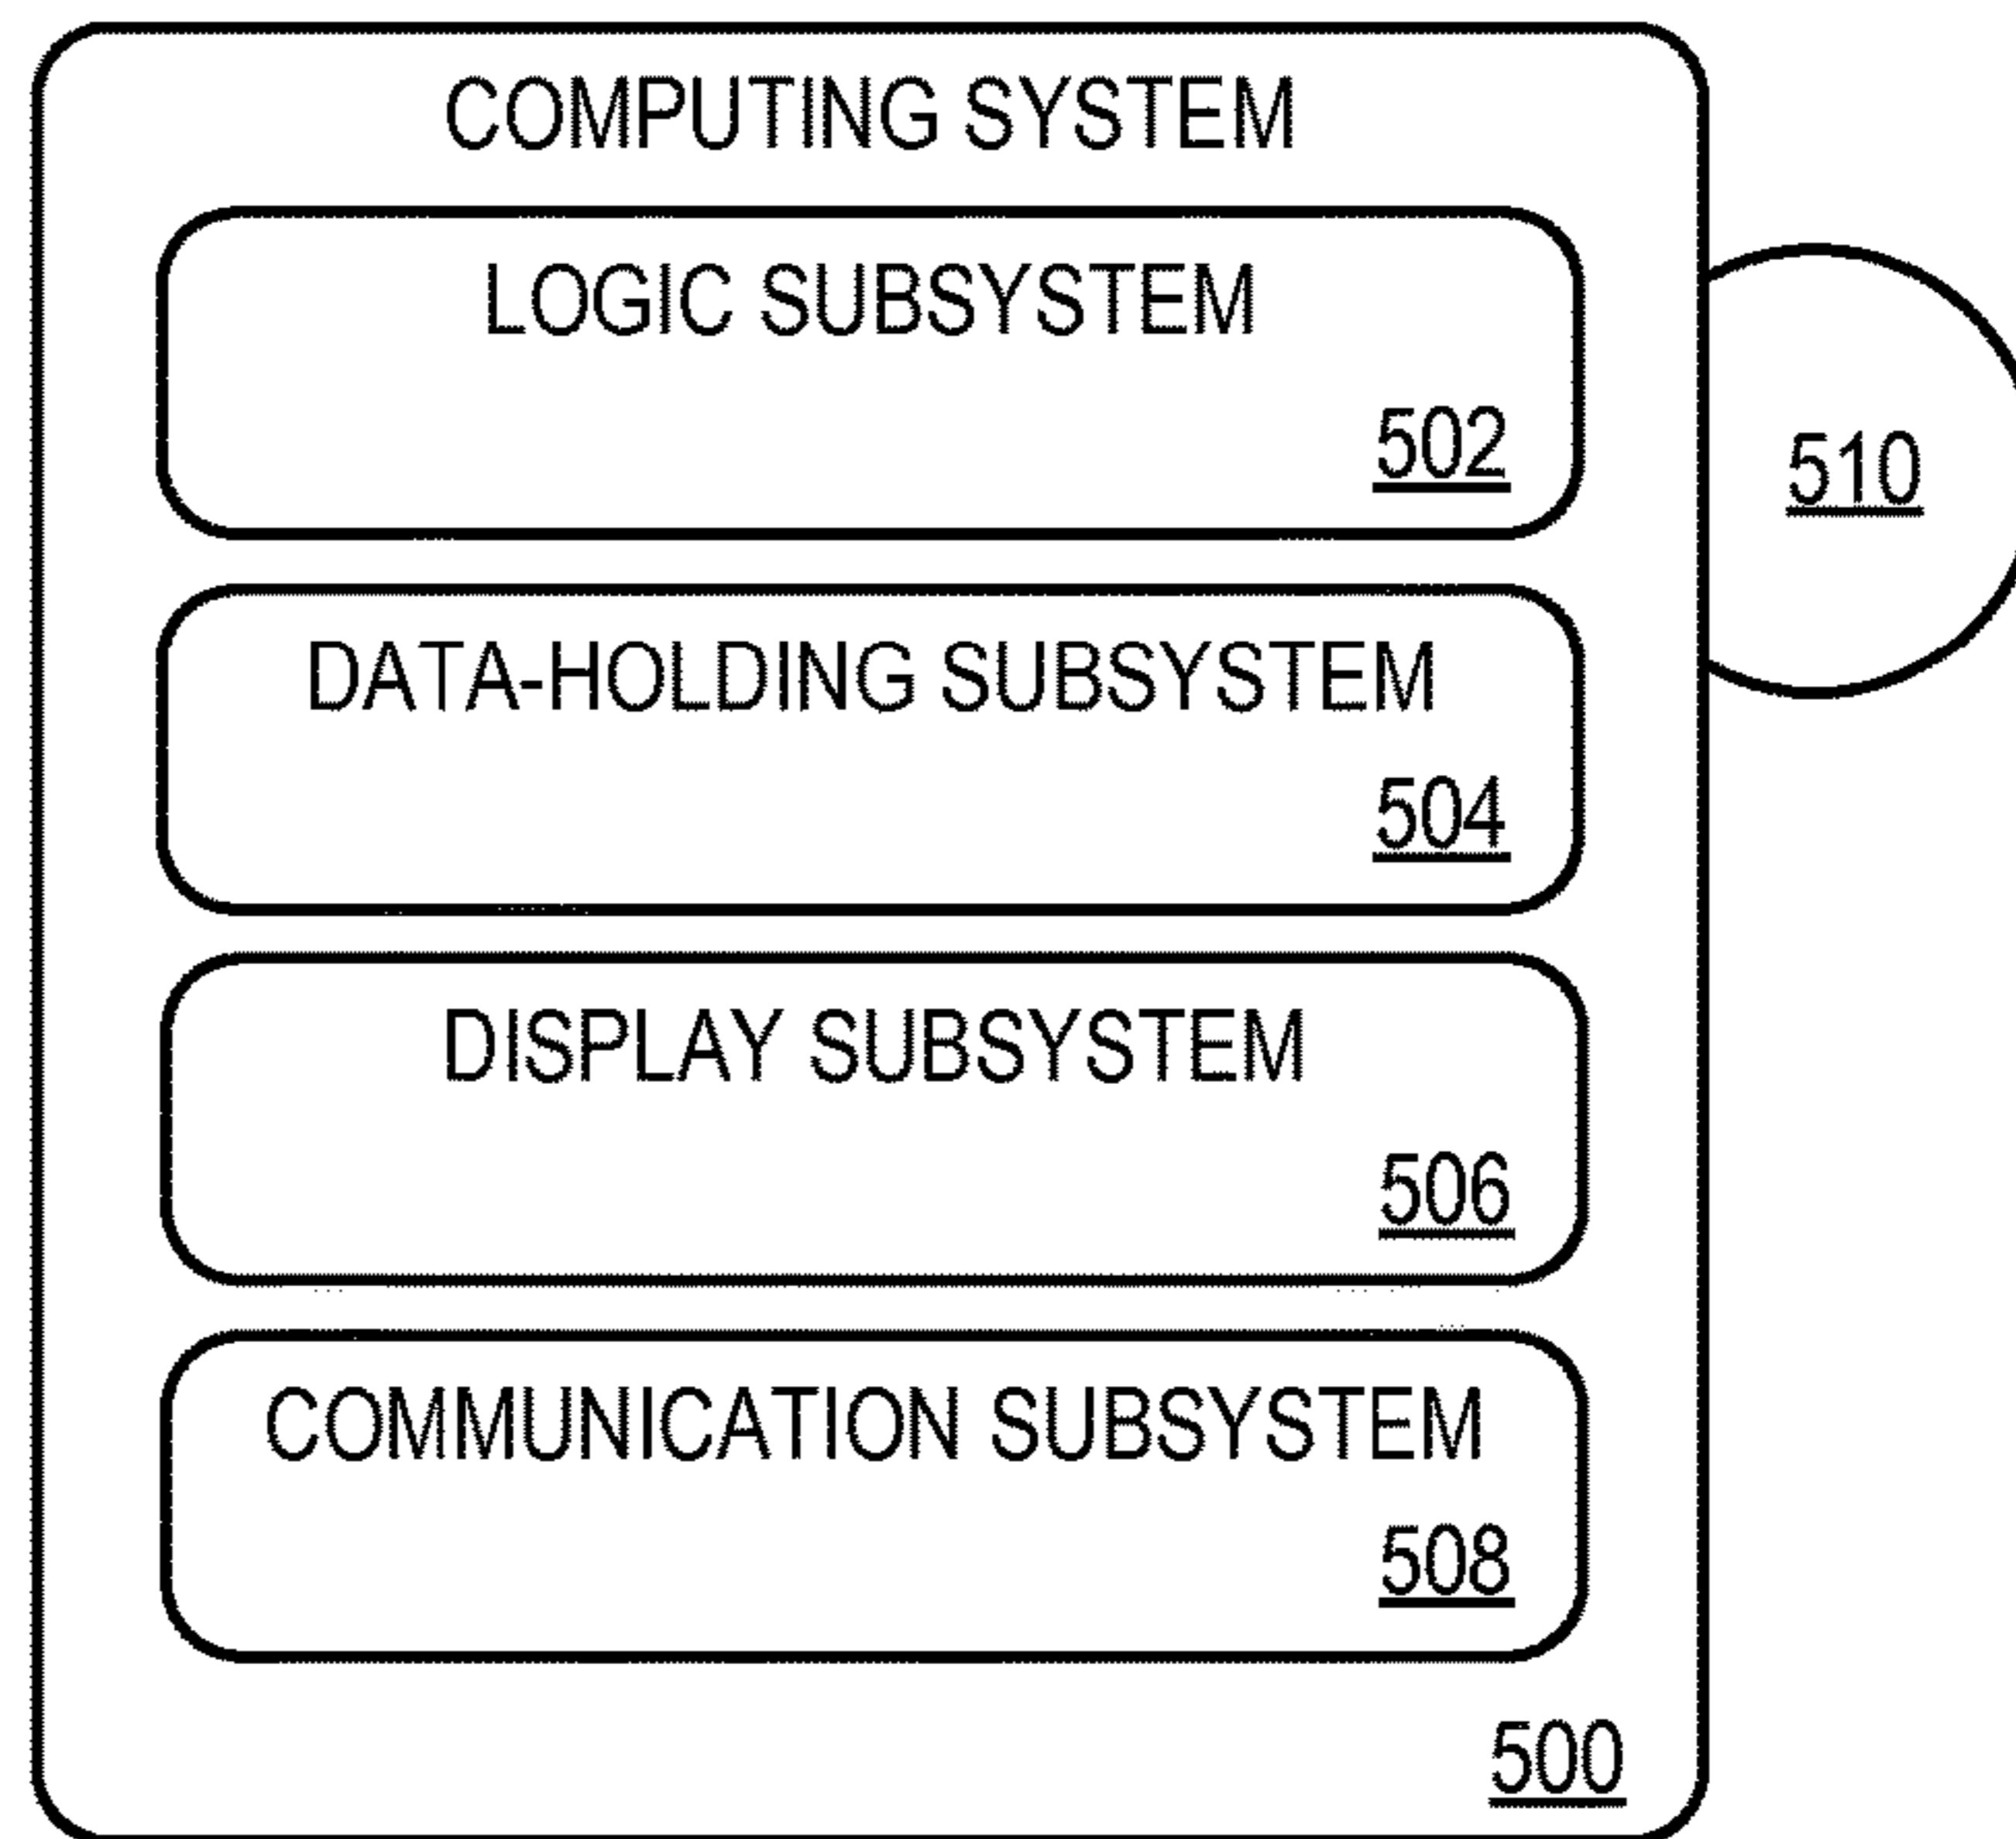 COMPUTING SYSTEM
LOGIC SUBSYSTEM
502
510
DATA-HOLDING SUBSYSTEM
504
DISPLAY SUBSYSTEM
506
COMMUNICATION SUBSYSTEM
508
500